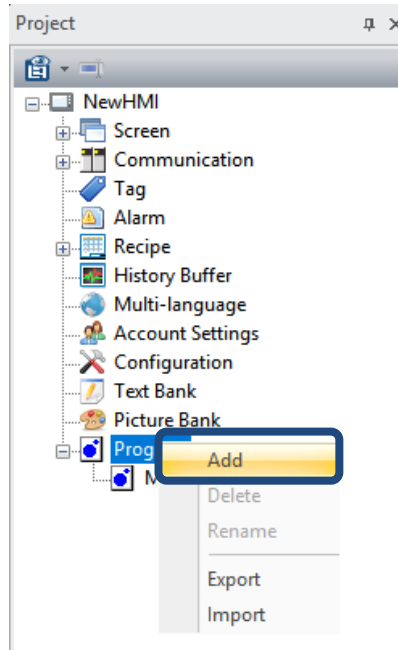 Project
NewHMI
Screen
Communication
Tag
Alarm
Recipe
History Buffer
Multi-language
Account Settings
Configuration
Text Bank
Picture Bank
Add
Delete
Rename
Export
Import